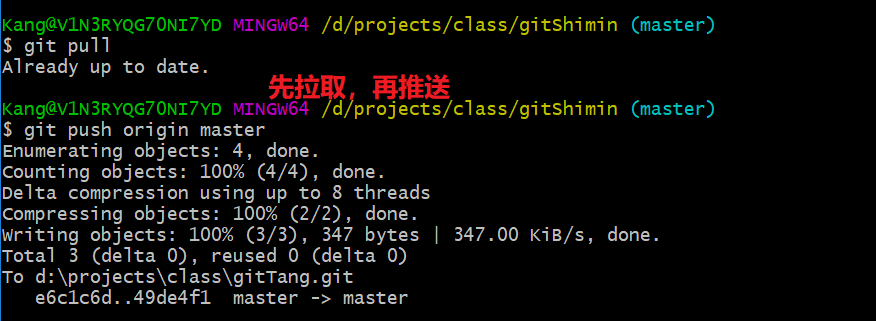 Kang@V1N3RYQG70NI7YD MINGW64 /d/projects/class/gitShimin (master)
$ git pull
Already up to date.
先拉取，再推送
Kang@V1N3RYQG70NI7YD MINGW64 /d/projects/class/gitShimin (master)
$ git push origin master
Enumerating objects: 4, done.
Counting objects: 100% (4/4), done.
Delta compression using up to 8 threads
Compressing objects: 100% (2/2), done.
Writing objects: 100% (3/3), 347 bytes | 347.00 KiB/s, done.
Total 3 (delta 0), reused 0 (delta 0)
To d:\projects\class\gitTang.git
   e6c1c6d..49de4f1  master -> master